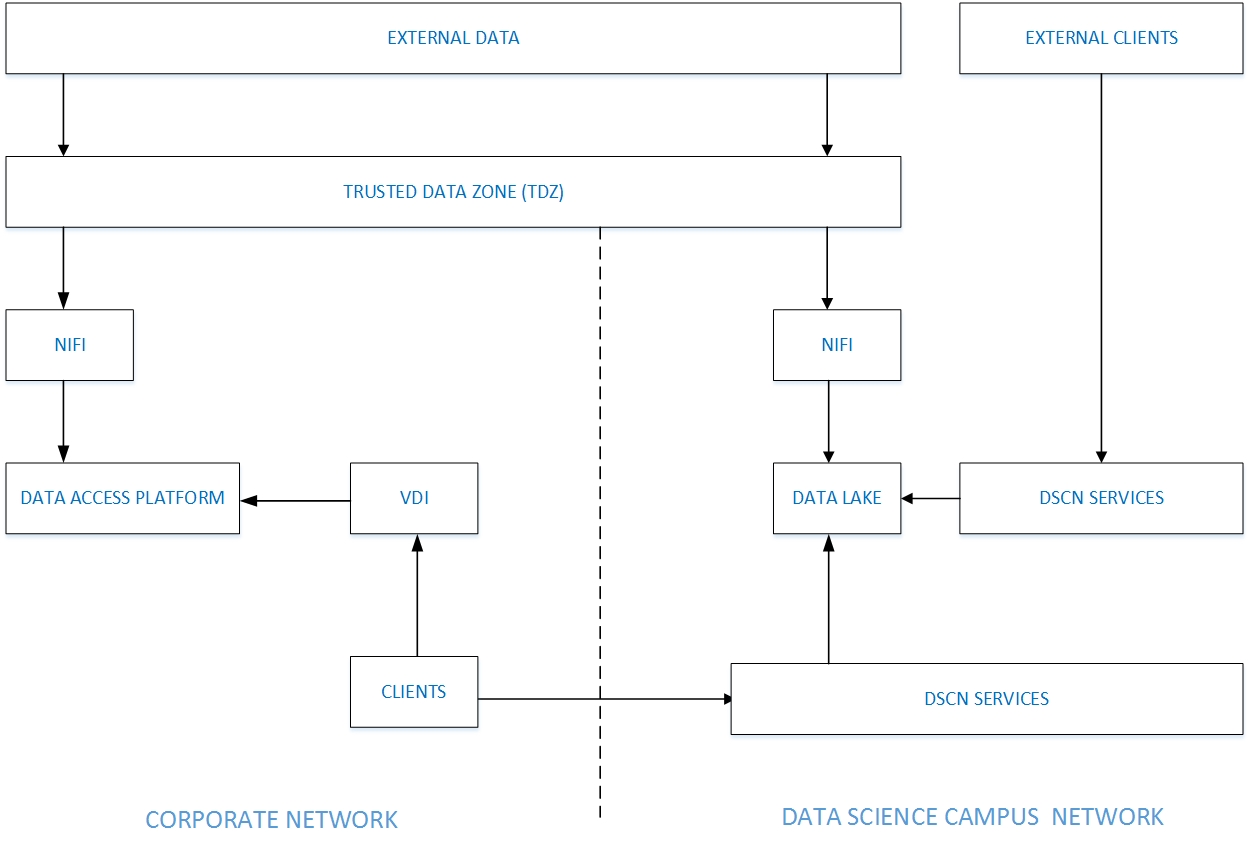 EXTERNAL DATA
EXTERNAL CLIENTS
TRUSTED DATA ZONE (TDZ)
NIFI
NIFI
DATA ACCESS PLATFORM
VDI
DATA LAKE
DSCN SERVICES
CLIENTS
DSCN SERVICES
CORPORATE NETWORK
DATA SCIENCE CAMPUS NETWORK